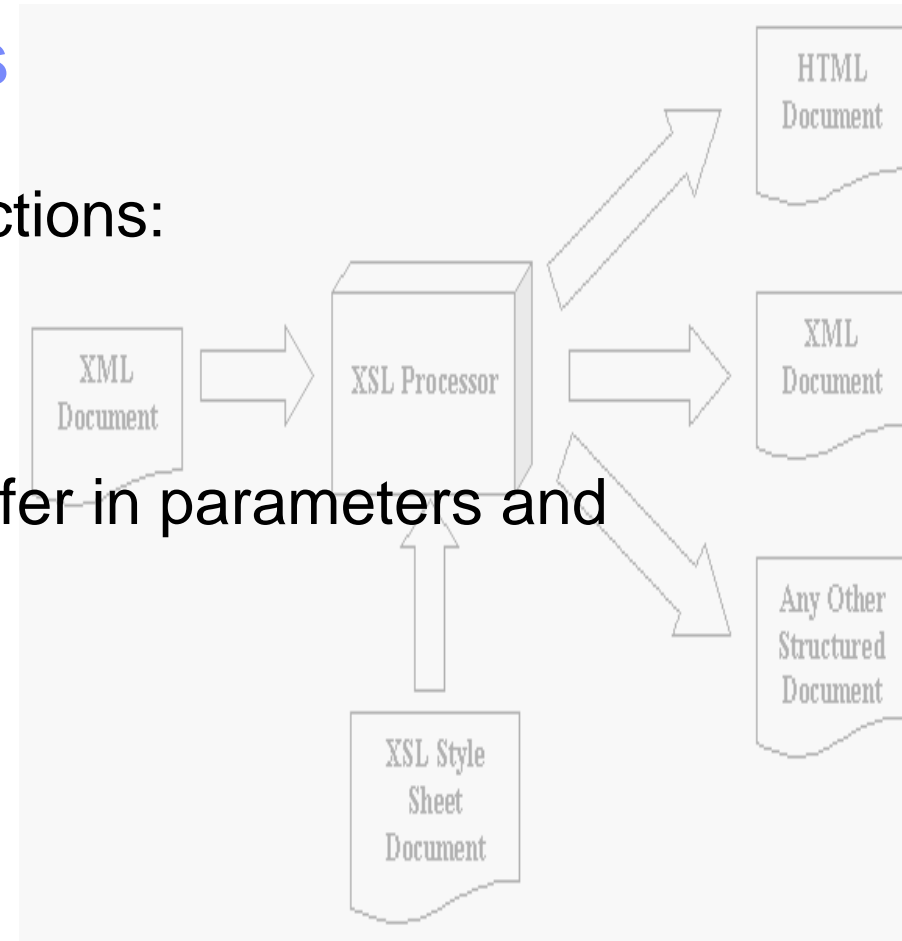 s
ctions:
fer in parameters and
HTML
Document
XML
Document
XSL Processor
XML
Document
Any Other
Structured
Document
XSL Style
Sheet
Document